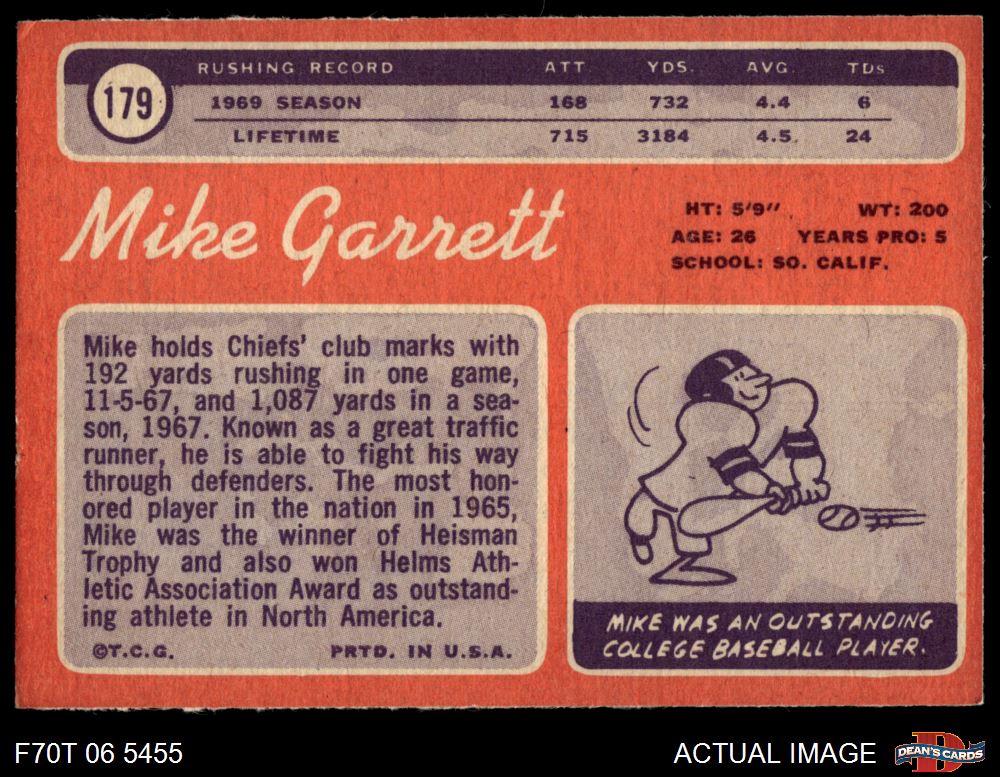 179
RUSHING RECORD ATT. YDS. AVG. TDs
1969 SEASON 168 732 4.4 6
LIFETIME 715 3184 4.5 24
Mike Garrett
HT: 5'9" WT: 200
AGE: 26 YEARS PRO: 5
SCHOOL: SO. CALIF.
Mike holds Chiefs' club marks with
192 yards rushing in one game,
11-5-67, and 1,087 yards in a sea-
son, 1967. Known as a great traffic
runner, he is able to fight his way
through defenders. The most hon-
ored player in the nation in 1965,
Mike was the winner of Heisman
Trophy and also won Helms Ath-
letic Association Award as outstand-
ing athlete in North America.
©T.C.G. PRTD. IN U.S.A.
MIKE WAS AN OUTSTANDING
COLLEGE BASEBALL PLAYER.
F70T 06 5455 ACTUAL IMAGE D DEAN'S CARDS